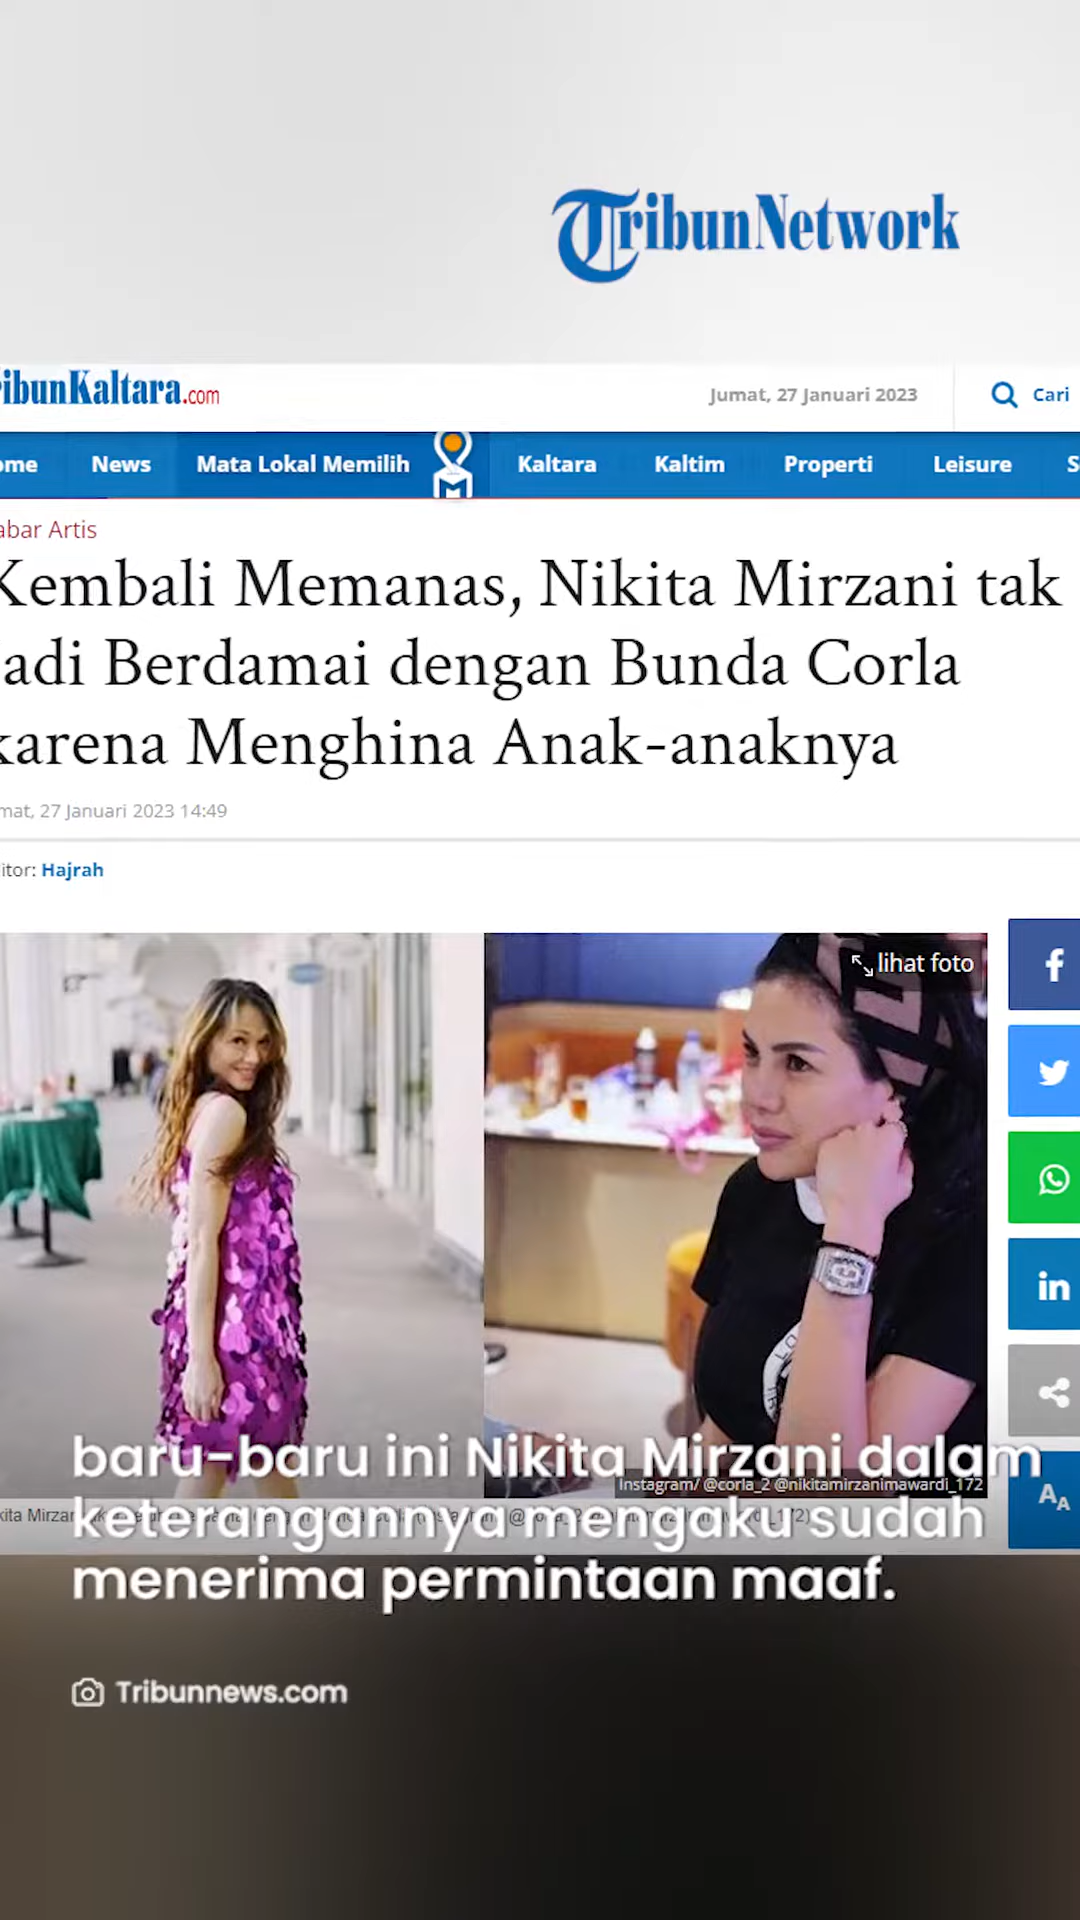 TribunNetwork
ribunKaltara.com
Jumat, 27 Januari 2023
Cari
ome News Mata Lokal Memilih Kaltara Kaltim Properti Leisure S
abar Artis
Kembali Memanas, Nikita Mirzani tak
adi Berdamai dengan Bunda Corla
karena Menghina Anak-anaknya
mat, 27 Januari 2023 14:49
itor: Hajrah
lihat foto
Instagram/ @corla_2 @nikitamirzanimawardi_172
baru-baru ini Nikita Mirzani dalam
keterangannya mengaku sudah
menerima permintaan maaf.
Tribunnews.com